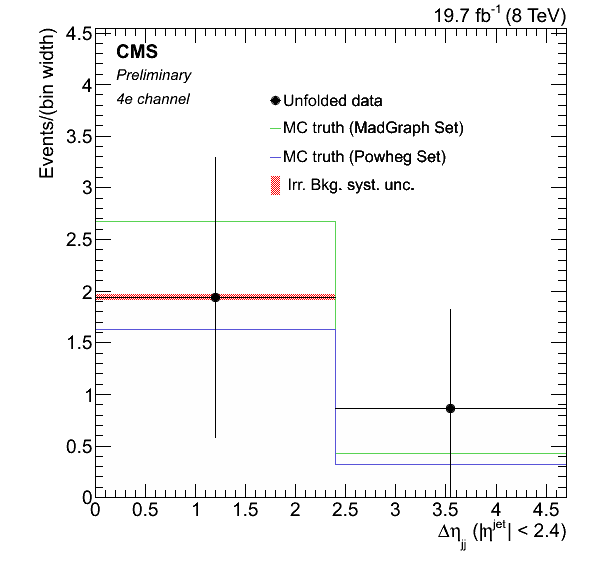 19.7 fb⁻¹ (8 TeV)
Events/(bin width)
CMS
Preliminary
4e channel
Unfolded data
MC truth (MadGraph Set)
MC truth (Powheg Set)
Irr. Bkg. syst. unc.
4.5
4
3.5
3
2.5
2
1.5
1
0.5
0
0 0.5 1 1.5 2 2.5 3 3.5 4 4.5
Δη_jj (|η^jet| < 2.4)